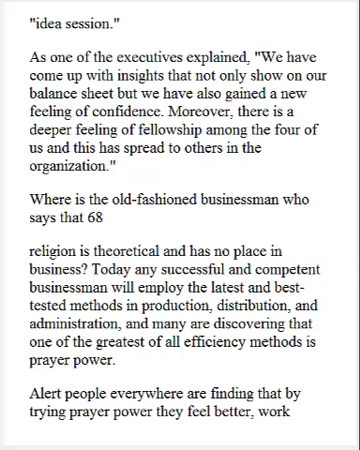 "idea session."
As one of the executives explained, "We have
come up with insights that not only show on our
balance sheet but we have also gained a new
feeling of confidence. Moreover, there is a
deeper feeling of fellowship among the four of
us and this has spread to others in the
organization."
Where is the old-fashioned businessman who
says that 68
religion is theoretical and has no place in
business? Today any successful and competent
businessman will employ the latest and best-
tested methods in production, distribution, and
administration, and many are discovering that
one of the greatest of all efficiency methods is
prayer power.
Alert people everywhere are finding that by
trying prayer power they feel better, work